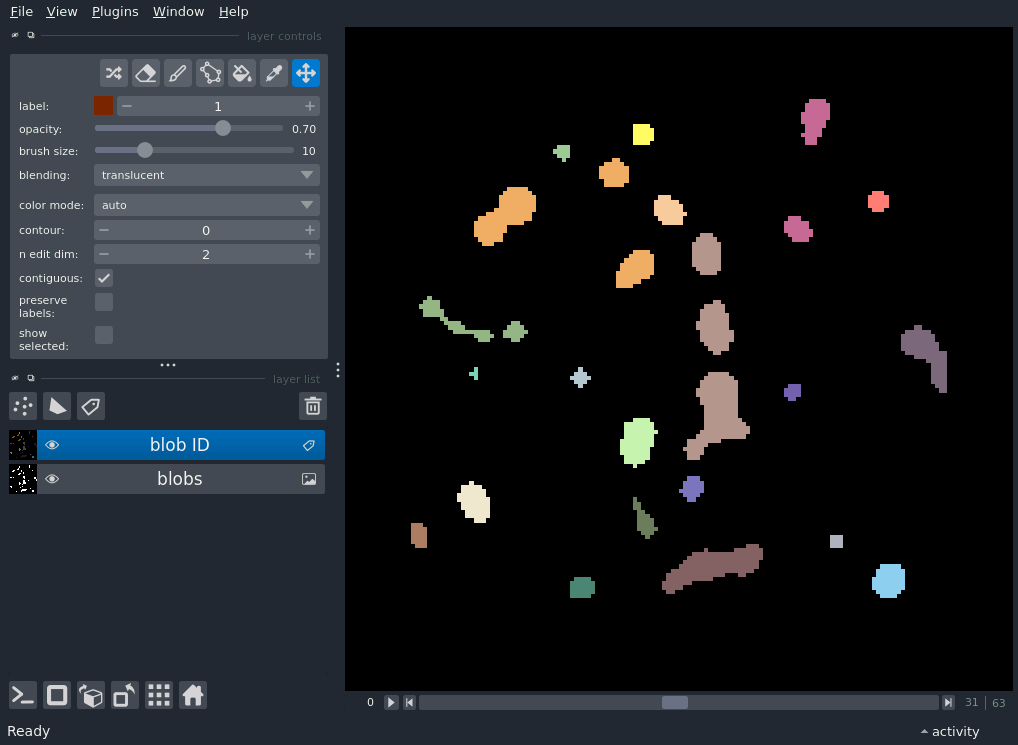 File View Plugins Window Help
layer controls
label: 1
opacity: 0.70
brush size: 10
blending: translucent
color mode: auto
contour: 0
n edit dim: 2
contiguous:
preserve
labels:
show
selected:
layer list
blob ID
blobs
0 31 63
Ready activity